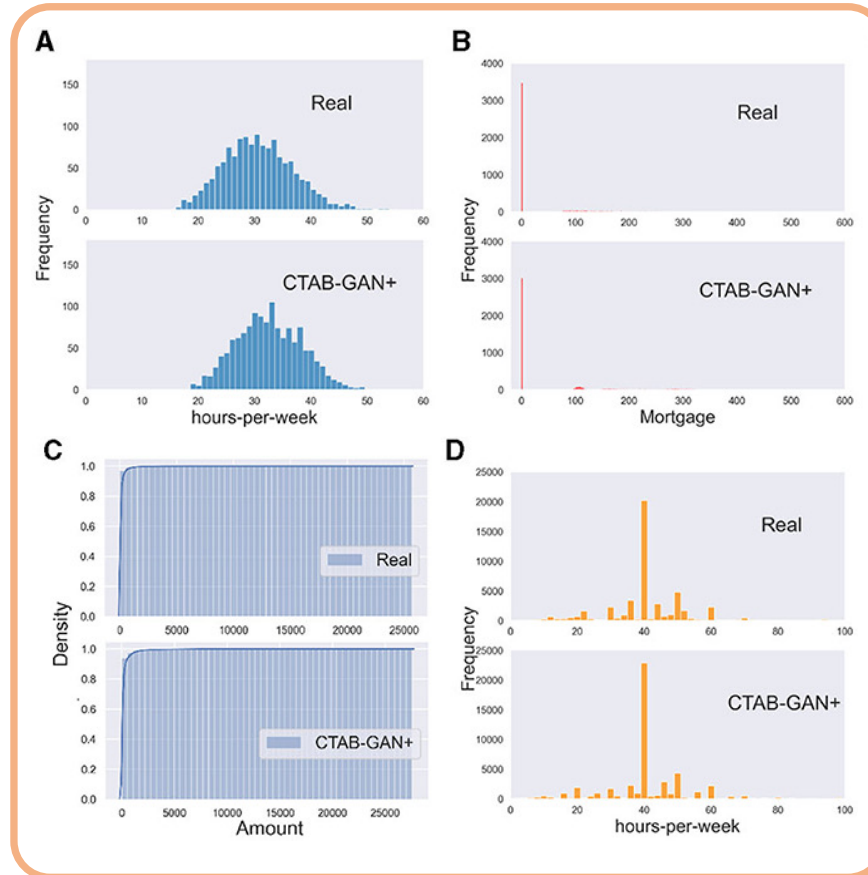 A
150
100
50
0
Frequency
Real
0 10 20 30 40 50 60
150
100
50
0
CTAB-GAN+
0 10 20 30 40 50 60
hours-per-week
B
4000
3000
2000
1000
0
Frequency
Real
0 100 200 300 400 500 600
4000
3000
2000
1000
0
Frequency
CTAB-GAN+
0 100 200 300 400 500 600
Mortgage
C
1.0
0.8
0.6
0.4
0.2
0.0
Density
Real
0 5000 10000 15000 20000 25000
1.0
0.8
0.6
0.4
0.2
0.0
CTAB-GAN+
0 5000 10000 15000 20000 25000
Amount
D
25000
20000
15000
10000
5000
0
Frequency
Real
0 20 40 60 80 100
25000
20000
15000
10000
5000
0
CTAB-GAN+
0 20 40 60 80 100
hours-per-week